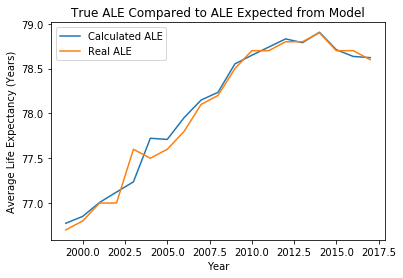 True ALE Compared to ALE Expected from Model
79.0
78.5
78.0
77.5
77.0
Average Life Expectancy (Years)
Calculated ALE
Real ALE
2000.0 2002.5 2005.0 2007.5 2010.0 2012.5 2015.0 2017.5
Year